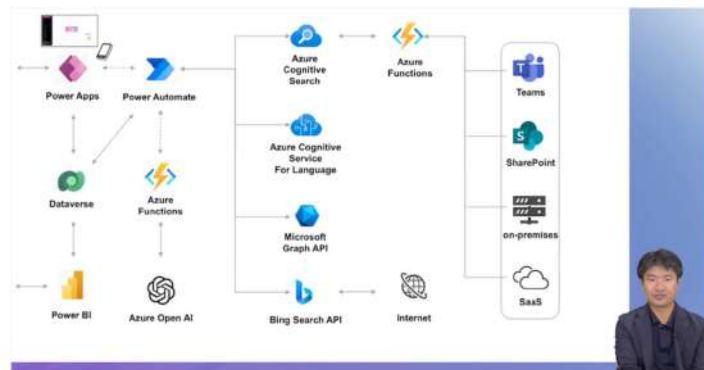 Power Apps
Power Automate
Azure
Cognitive
Search
Azure
Functions
Teams
Azure Cognitive
Service
For Language
SharePoint
Dataverse
Azure
Functions
Microsoft
Graph API
on-premises
Power BI
Azure Open AI
Bing Search API
Internet
SaaS